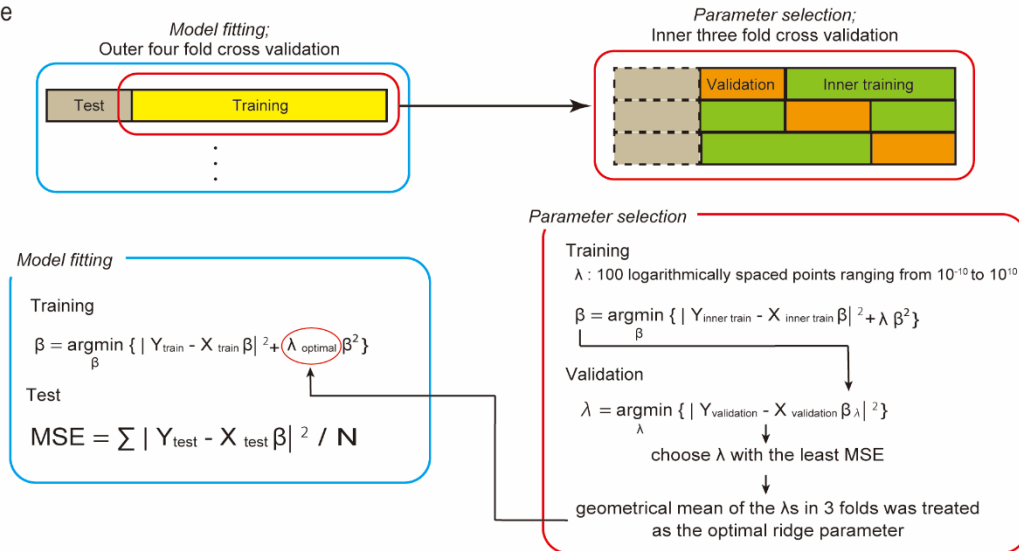 e
Model fitting;
Outer four fold cross validation
Parameter selection;
Inner three fold cross validation
Test
Training
Validation
Inner training
Model fitting
Training
β = argmin { | Y train - X train β| ² + λ optimal β² }
β
Test
MSE = ∑ | Y test - X test β| ² / N
Parameter selection
Training
λ : 100 logarithmically spaced points ranging from 10⁻¹⁰ to 10¹⁰
β = argmin { | Y inner train - X inner train β| ² + λ β² }
β
Validation
λ = argmin { | Y validation - X validation β λ| ² }
λ
choose λ with the least MSE
geometrical mean of the λs in 3 folds was treated
as the optimal ridge parameter